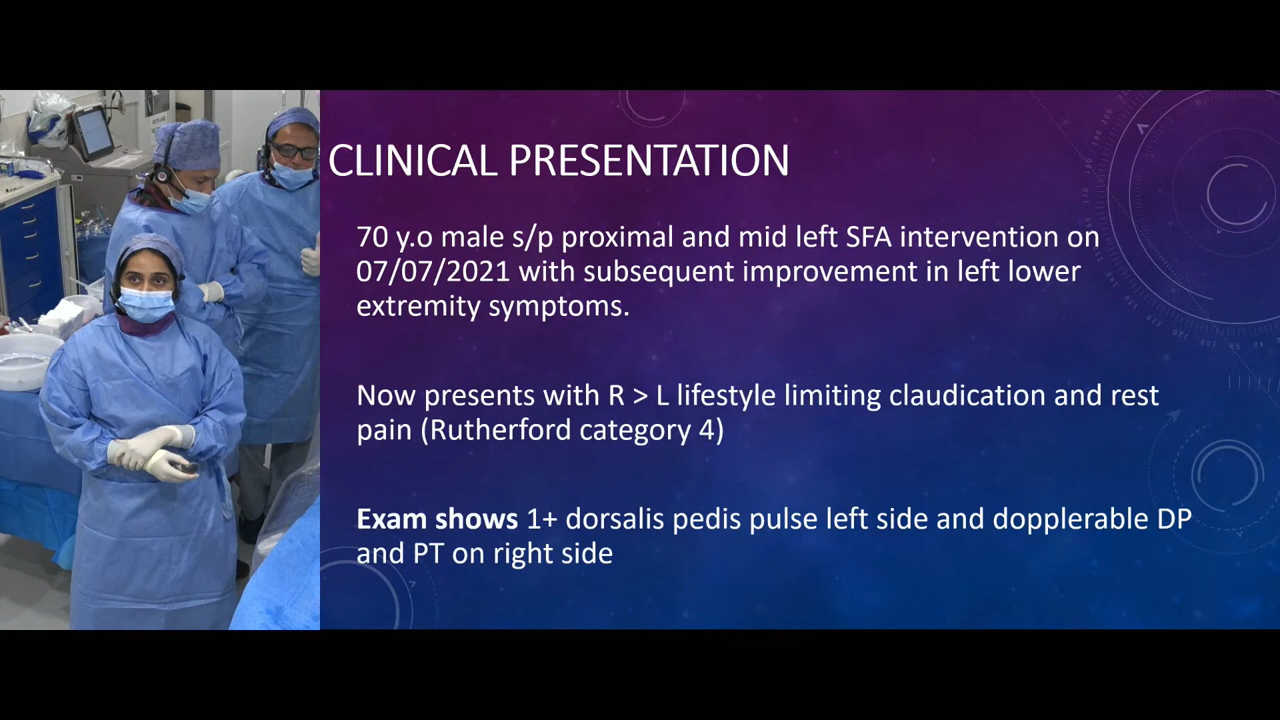 CLINICAL PRESENTATION
70 y.o male s/p proximal and mid left SFA intervention on
07/07/2021 with subsequent improvement in left lower
extremity symptoms.
Now presents with R > L lifestyle limiting claudication and rest
pain (Rutherford category 4)
Exam shows 1+ dorsalis pedis pulse left side and dopplerable DP
and PT on right side